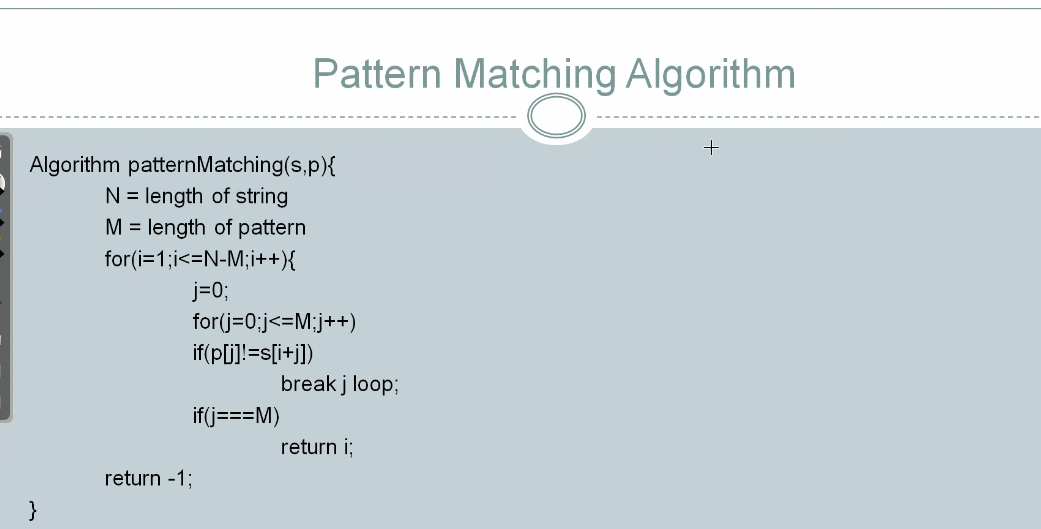 Pattern Matching Algorithm
Algorithm patternMatching(s,p){
N = length of string
M = length of pattern
for(i=1;i<=N-M;i++){
j=0;
for(j=0;j<=M;j++)
if(p[j]!=s[i+j])
break j loop;
if(j===M)
return i;
return -1;
}